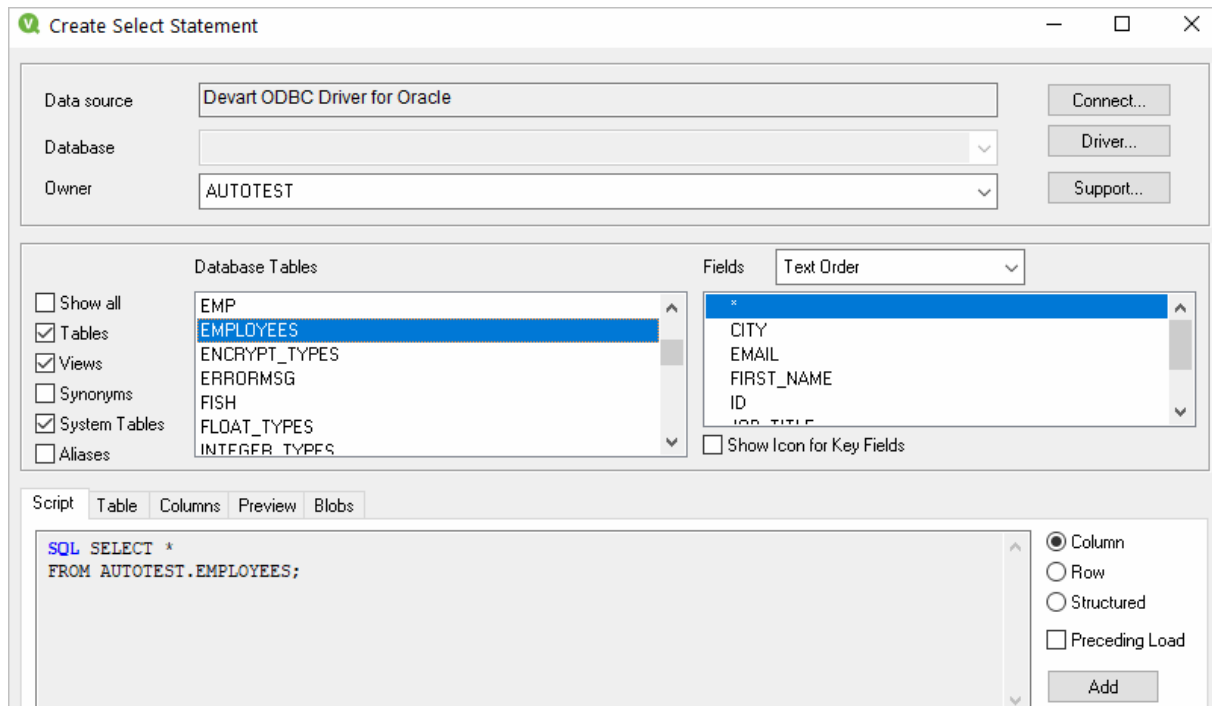 Create Select Statement
Data source
Devart ODBC Driver for Oracle
Connect...
Database
Driver...
Owner
AUTOTEST
Support...
Database Tables
Fields
Text Order
Show all
Tables
Views
Synonyms
System Tables
Aliases
EMP
EMPLOYEES
ENCRYPT_TYPES
ERRORMSG
FISH
FLOAT_TYPES
INTEGER_TYPES
*
CITY
EMAIL
FIRST_NAME
ID
JOB_TITLE
Show Icon for Key Fields
Script
Table
Columns
Preview
Blobs
SQL SELECT *
FROM AUTOTEST.EMPLOYEES;
Column
Row
Structured
Preceding Load
Add